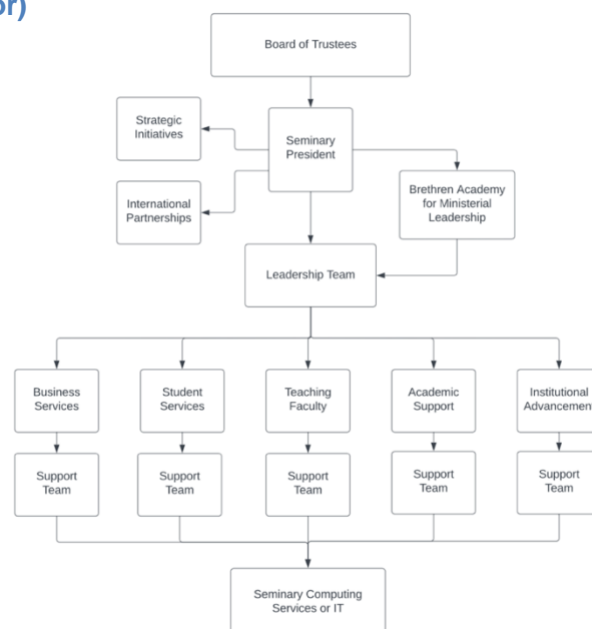 or)
Board of Trustees
Strategic
Initiatives
Seminary
President
International
Partnerships
Brethren Academy
for Ministerial
Leadership
Leadership Team
Business
Services
Student
Services
Teaching
Faculty
Academic
Support
Institutional
Advancement
Support
Team
Support
Team
Support
Team
Support
Team
Support
Team
Seminary Computing
Services or IT